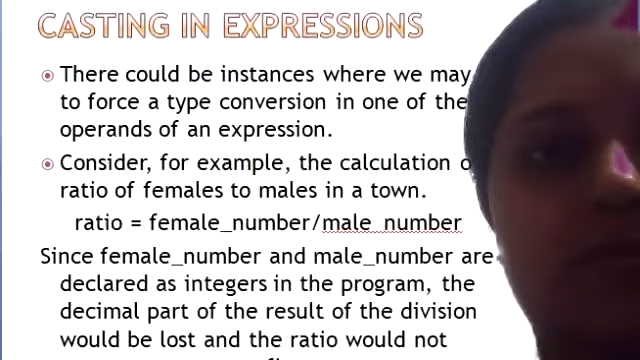 CASTING IN EXPRESSIONS
There could be instances where we may
to force a type conversion in one of the
operands of an expression.
Consider, for example, the calculation
ratio of females to males in a town.
ratio = female_number/male_number
Since female_number and male_number are
declared as integers in the program, the
decimal part of the result of the division
would be lost and the ratio would not